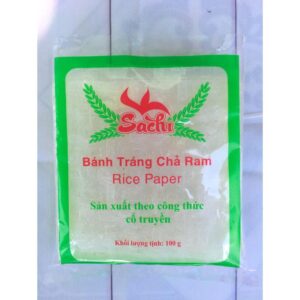 Sachi
Bánh Tráng Chả Ram
Rice Paper
Sản xuất theo công thức
cổ truyền
Khối lượng tịnh: 100 g